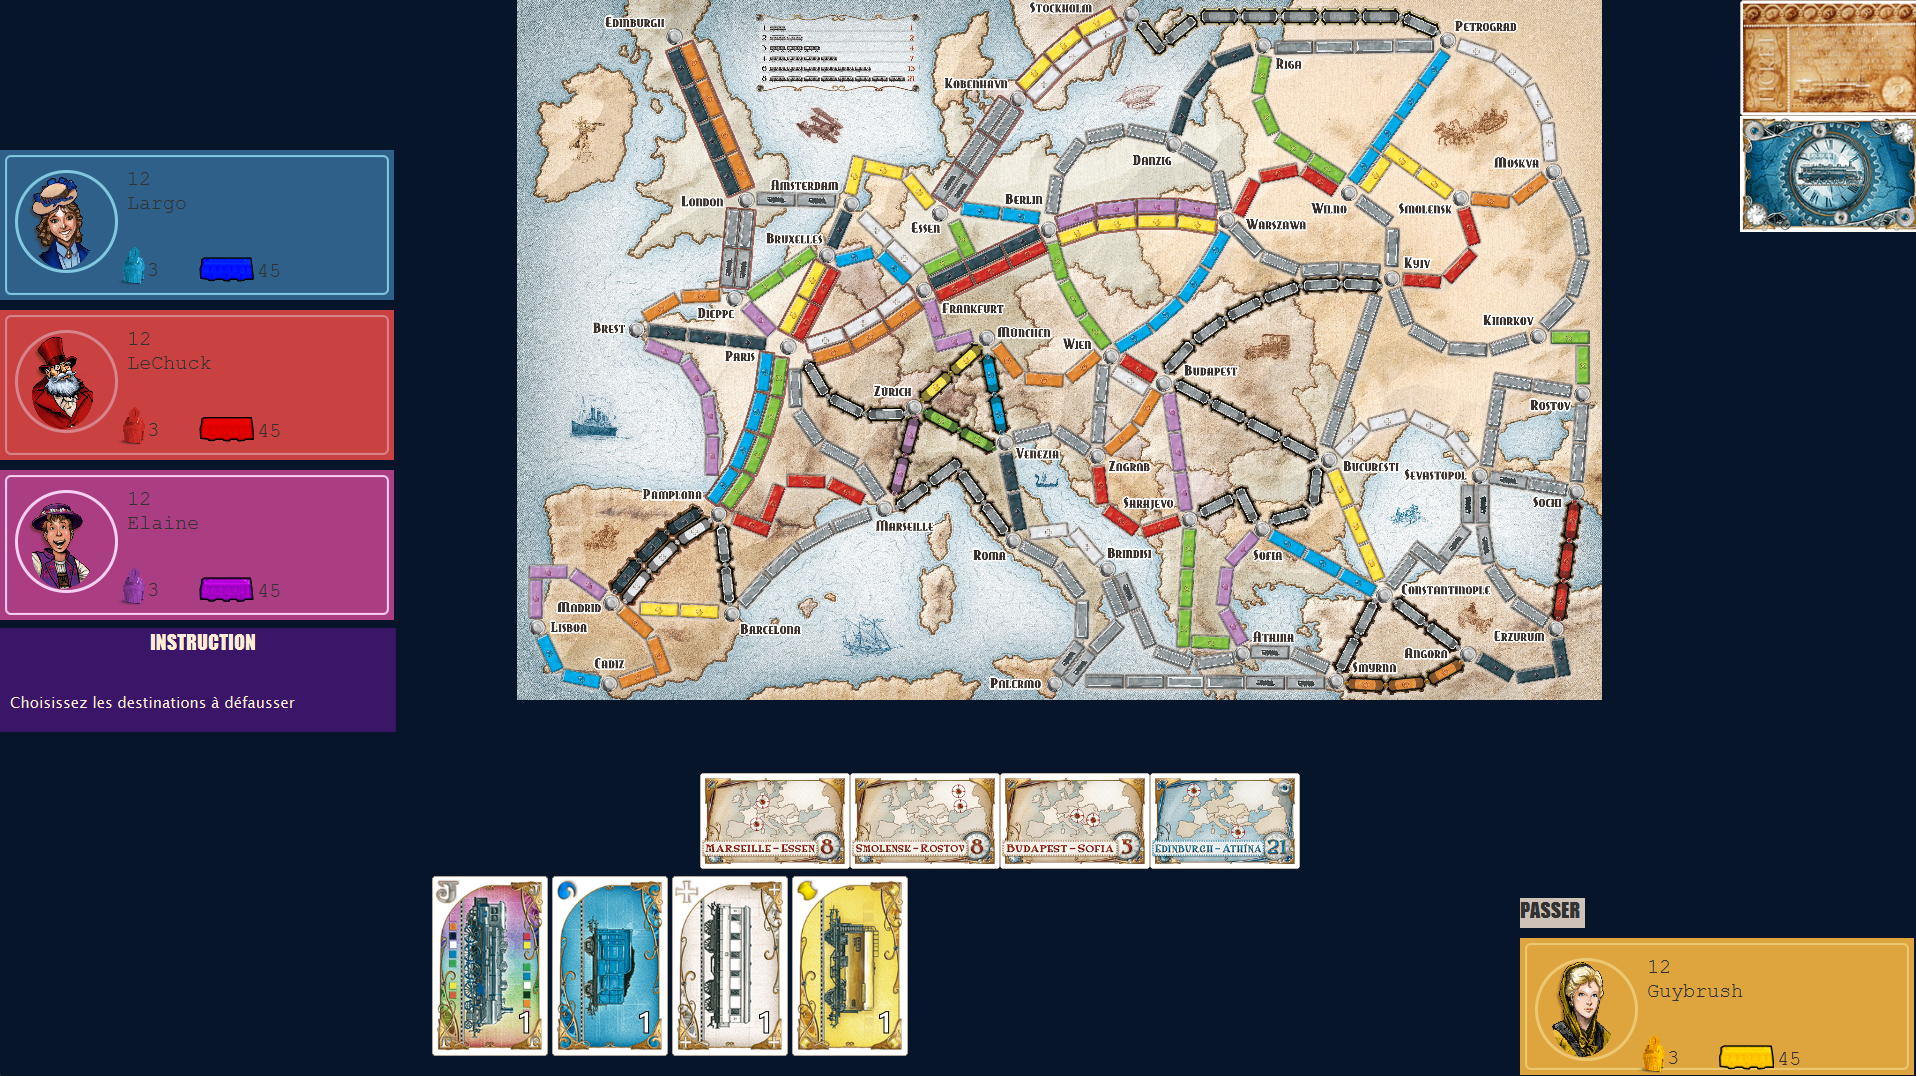 12
Largo
3
45
12
LeChuck
3
45
12
Elaine
3
45
INSTRUCTION
Choisissez les destinations à défausser
EDINBURGH
LONDON
AMSTERDAM
BRUXELLES
DIEPPE
BREST
PARIS
PAMPLONA
MADRID
LISBOA
CADIZ
BARCELONA
MARSEILLE
ZÜRICH
FRANKFURT
ESSEN
KØBENHAVN
STOCKHOLM
BERLIN
DANZIG
MÜNCHEN
WIEN
VENEZIA
ROMA
PALERMO
BRINDISI
ZAGRAB
SARAJEVO
BUDAPEST
WARSZAWA
RIGA
PETROGRAD
MOSKVA
WILNO
SMOLENSK
KYIV
KHARKOV
ROSTOV
SOCHI
SEVASTOPOL
BUCURESTI
SOFIA
CONSTANTINOPLE
ATHINA
SMYRNA
ANGORA
ERZURUM
TICKET
MARSEILLE-ESSEN 8
SMOLENSK-ROSTOV 8
BUDAPEST-SOFIA 5
EDINBURGH-ATHÍNA 21
1
1
1
1
PASSER
12
Guybrush
3
45